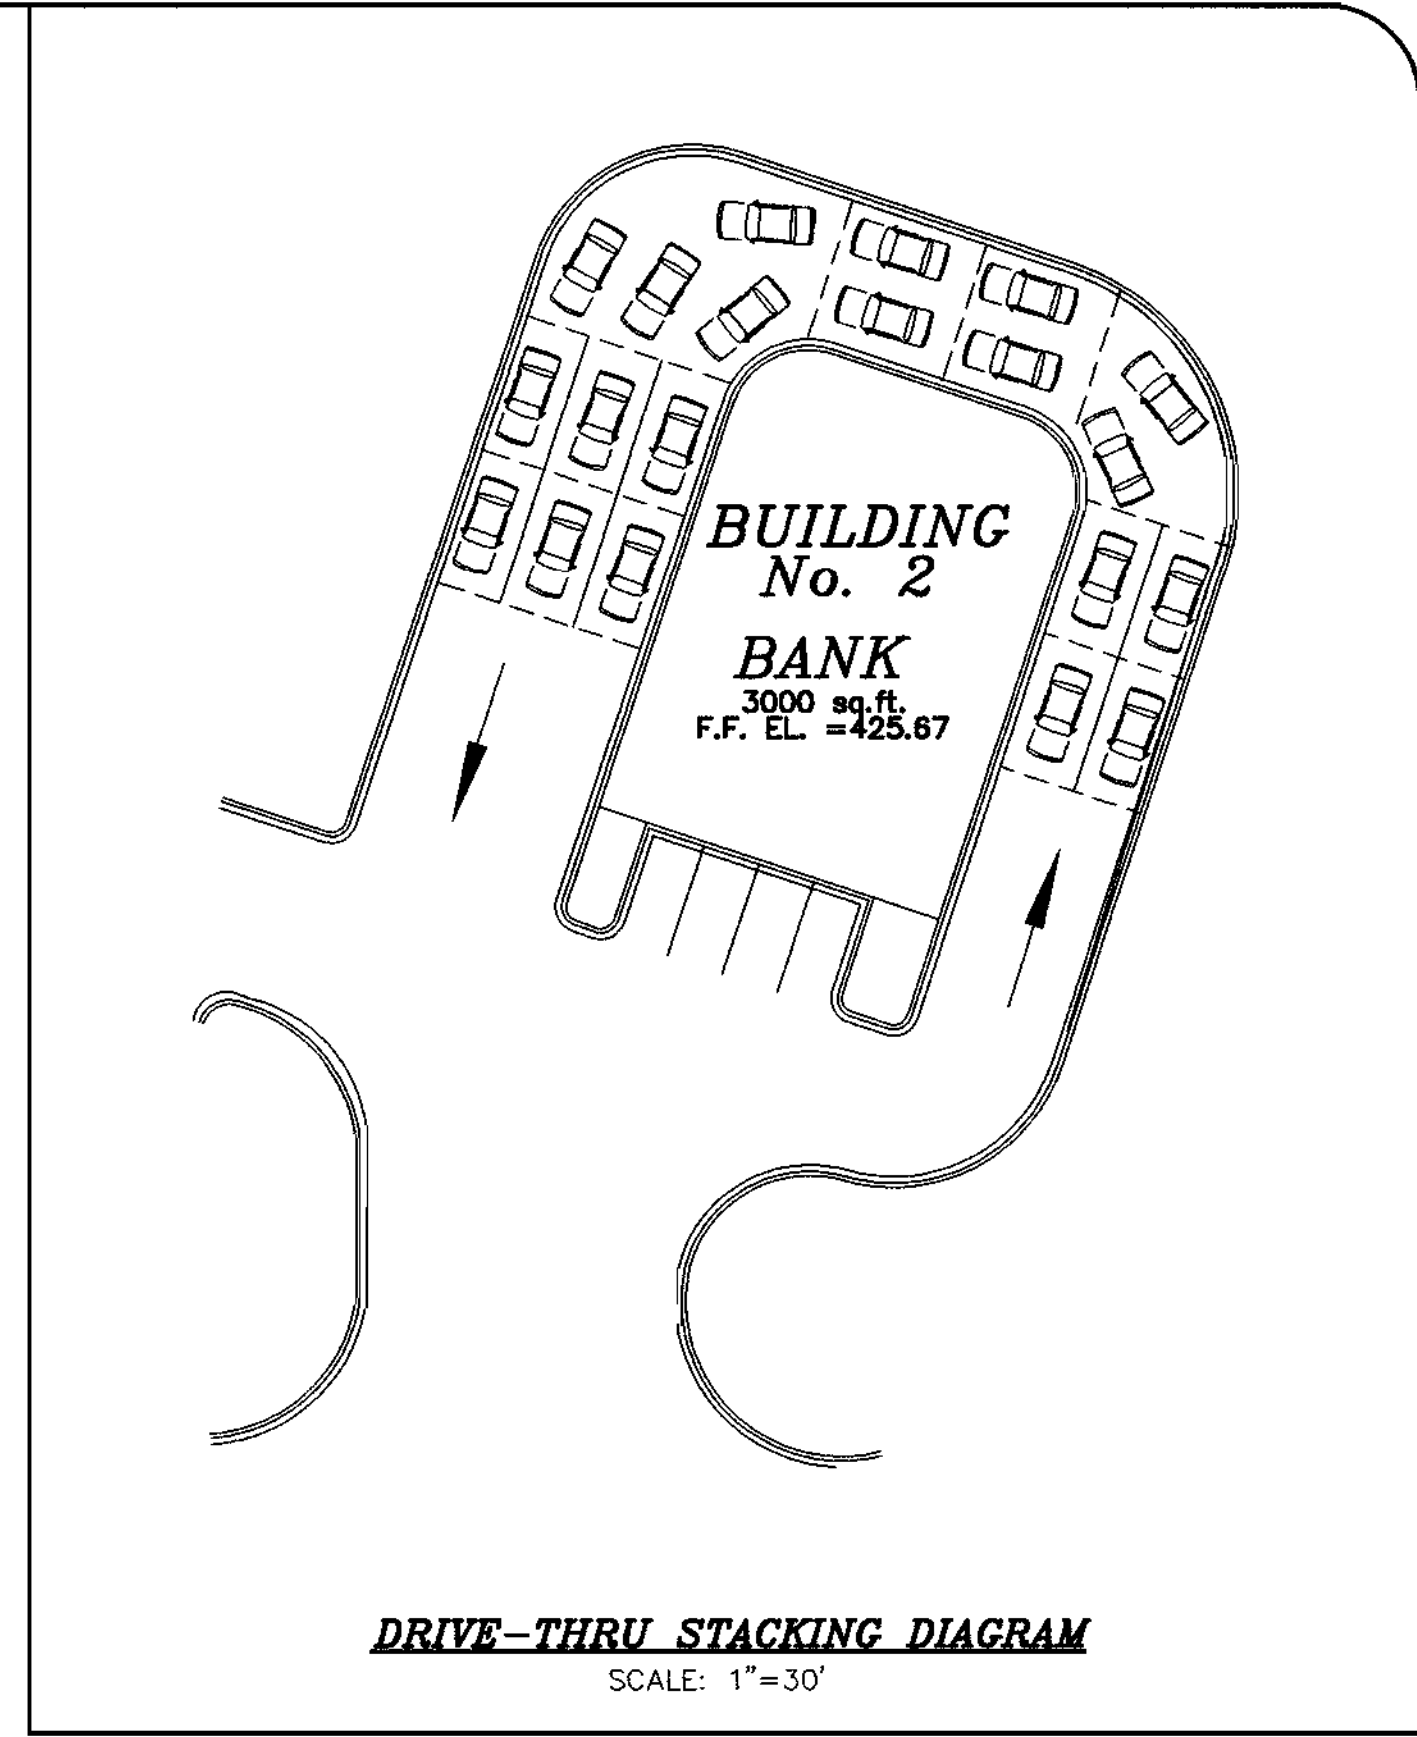 BUILDING
No. 2
BANK
3000 sq.ft.
F.F. EL. =425.67
DRIVE-THRU STACKING DIAGRAM
SCALE: 1"=30'